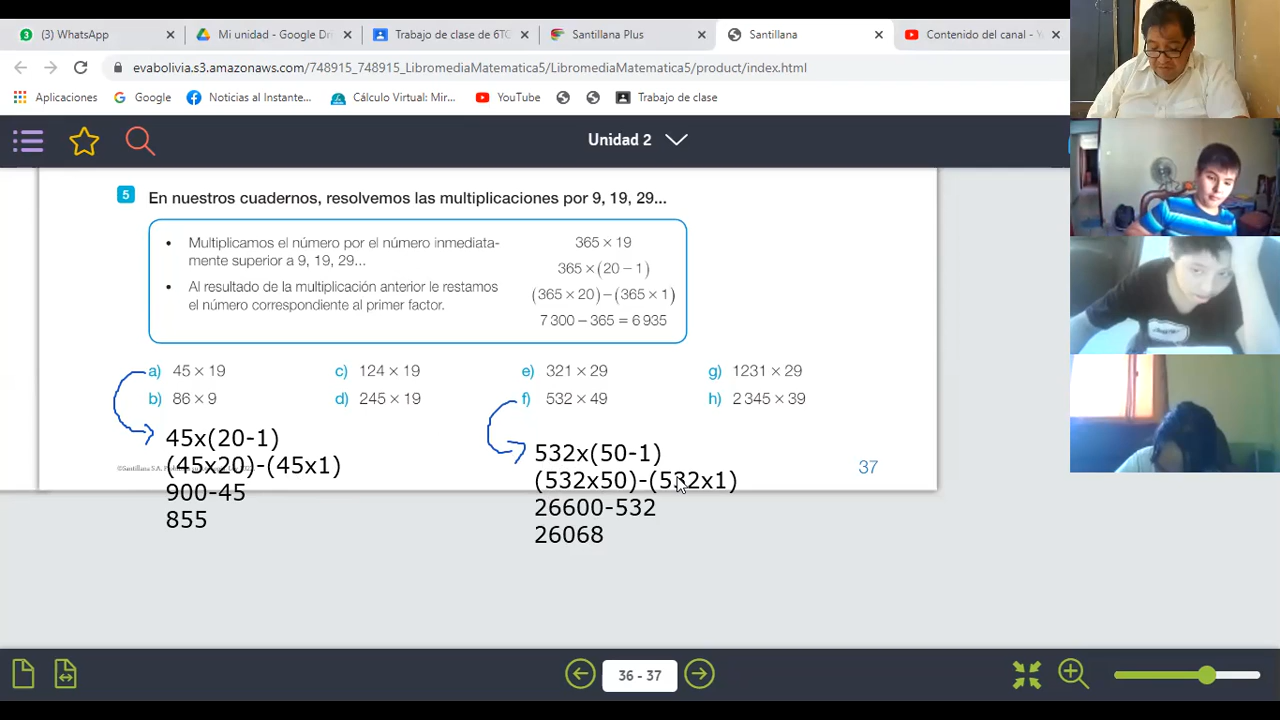 (3) WhatsApp
Mi unidad - Google Dri
Trabajo de clase de 6TO
Santillana Plus
Santillana
Contenido del canal - Yo
evabolivia.s3.amazonaws.com/748915_748915_LibromediaMatematica5/LibromediaMatematica5/product/index.html
Aplicaciones
Google
Noticias al Instante...
Cálculo Virtual: Mir...
YouTube
Trabajo de clase
Unidad 2
5 En nuestros cuadernos, resolvemos las multiplicaciones por 9, 19, 29...
• Multiplicamos el número por el número inmediata-
mente superior a 9, 19, 29...
• Al resultado de la multiplicación anterior le restamos
el número correspondiente al primer factor.
365 × 19
365 × (20 – 1)
(365 × 20) – (365 × 1)
7 300 – 365 = 6 935
a) 45 × 19
c) 124 × 19
e) 321 × 29
g) 1231 × 29
b) 86 × 9
d) 245 × 19
f) 532 × 49
h) 2 345 × 39
45x(20-1)
(45x20)-(45x1)
900-45
855
532x(50-1)
(532x50)-(532x1)
26600-532
26068
37
36 - 37